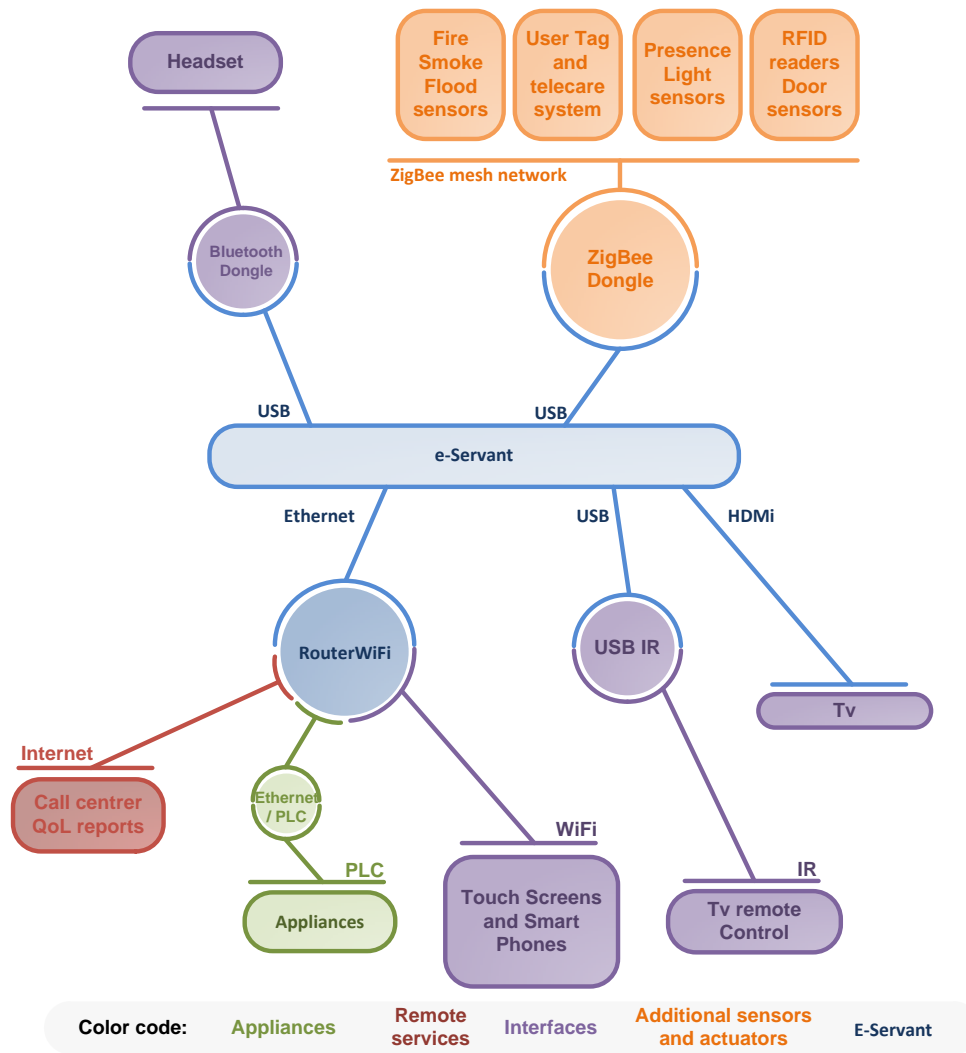 Headset
Fire
Smoke
Flood
sensors
User Tag
and
telecare
system
Presence
Light
sensors
RFID
readers
Door
sensors
ZigBee mesh network
Bluetooth
Dongle
ZigBee
Dongle
USB
USB
e-Servant
Ethernet
USB
HDMi
RouterWiFi
USB IR
Tv
Internet
Call centrer
QoL reports
Ethernet
/ PLC
PLC
Appliances
WiFi
Touch Screens
and Smart
Phones
IR
Tv remote
Control
Color code:
Appliances
Remote
services
Interfaces
Additional sensors
and actuators
E-Servant